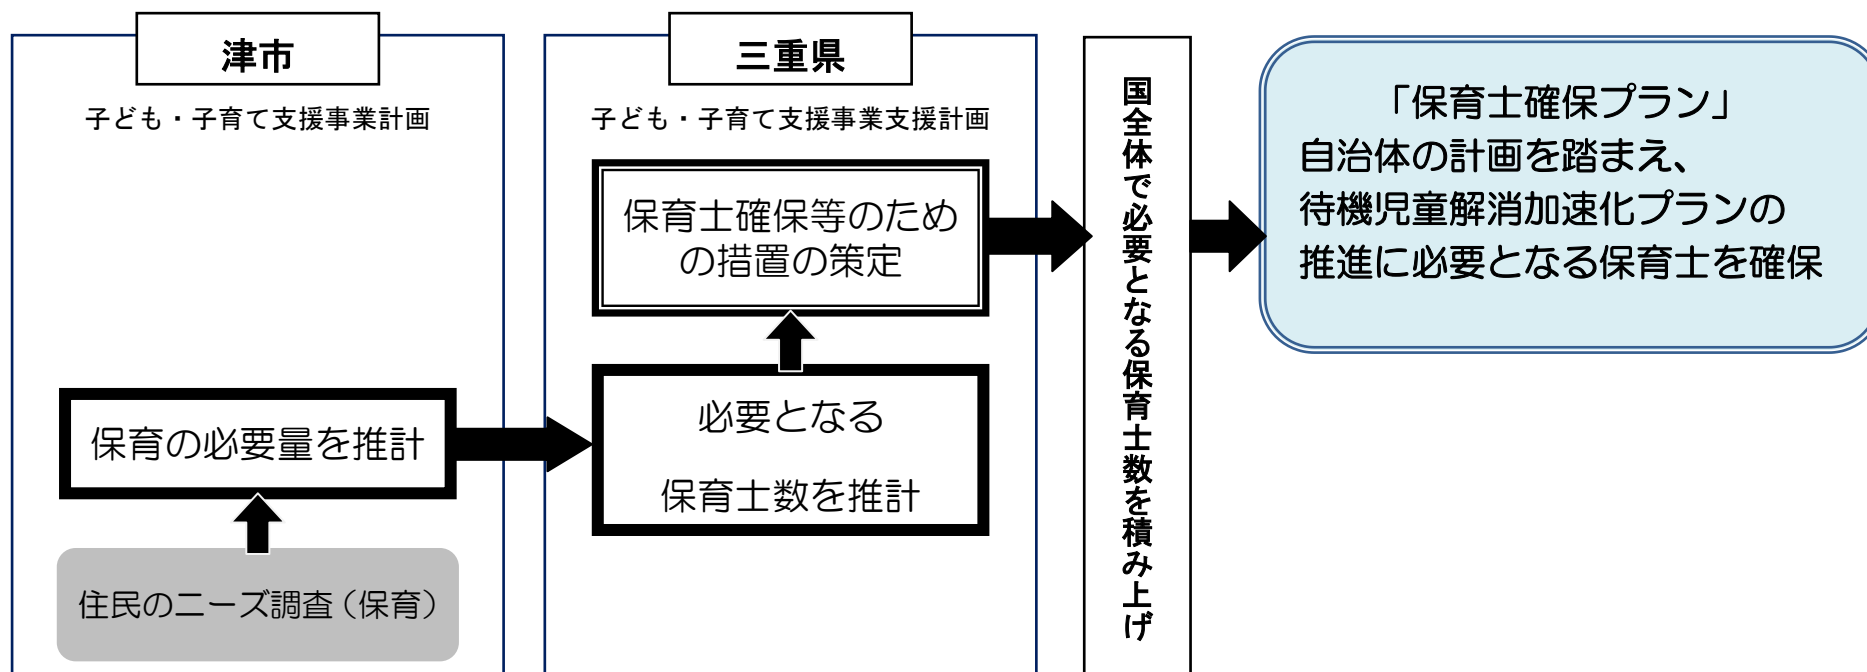 津市
子ども・子育て支援事業計画
保育の必要量を推計
住民のニーズ調査（保育）
三重県
子ども・子育て支援事業支援計画
保育士確保等のため
の措置の策定
必要となる
保育士数を推計
国全体で必要となる保育士数を積み上げ
「保育士確保プラン」
自治体の計画を踏まえ、
待機児童解消加速化プランの
推進に必要となる保育士を確保